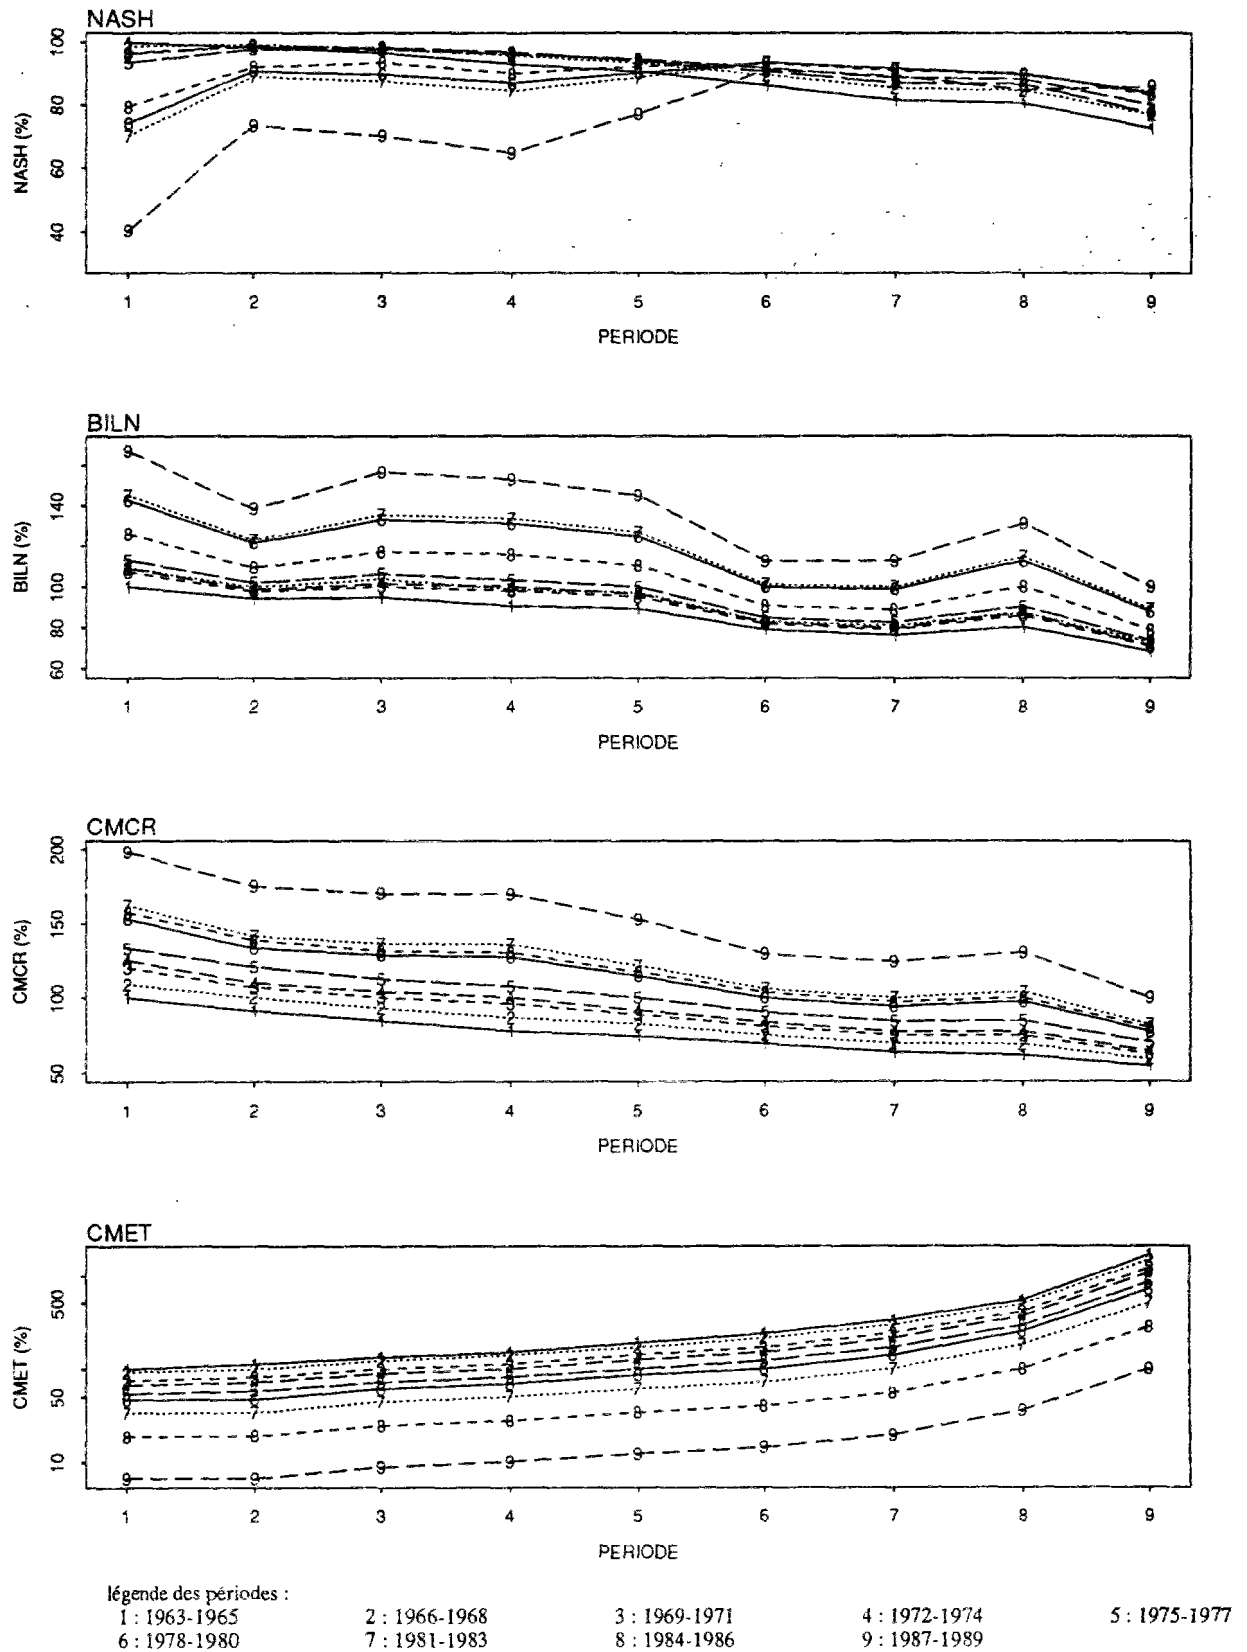 NASH
NASH (%)
100
80
60
40
1 2 3 4 5 6 7 8 9
PERIODE
BILN
BILN (%)
140
100
80
60
1 2 3 4 5 6 7 8 9
PERIODE
CMCR
CMCR (%)
200
150
100
50
1 2 3 4 5 6 7 8 9
PERIODE
CMET
CMET (%)
500
50
10
1 2 3 4 5 6 7 8 9
PERIODE
légende des périodes :
1 : 1963-1965 2 : 1966-1968 3 : 1969-1971 4 : 1972-1974 5 : 1975-1977
6 : 1978-1980 7 : 1981-1983 8 : 1984-1986 9 : 1987-1989